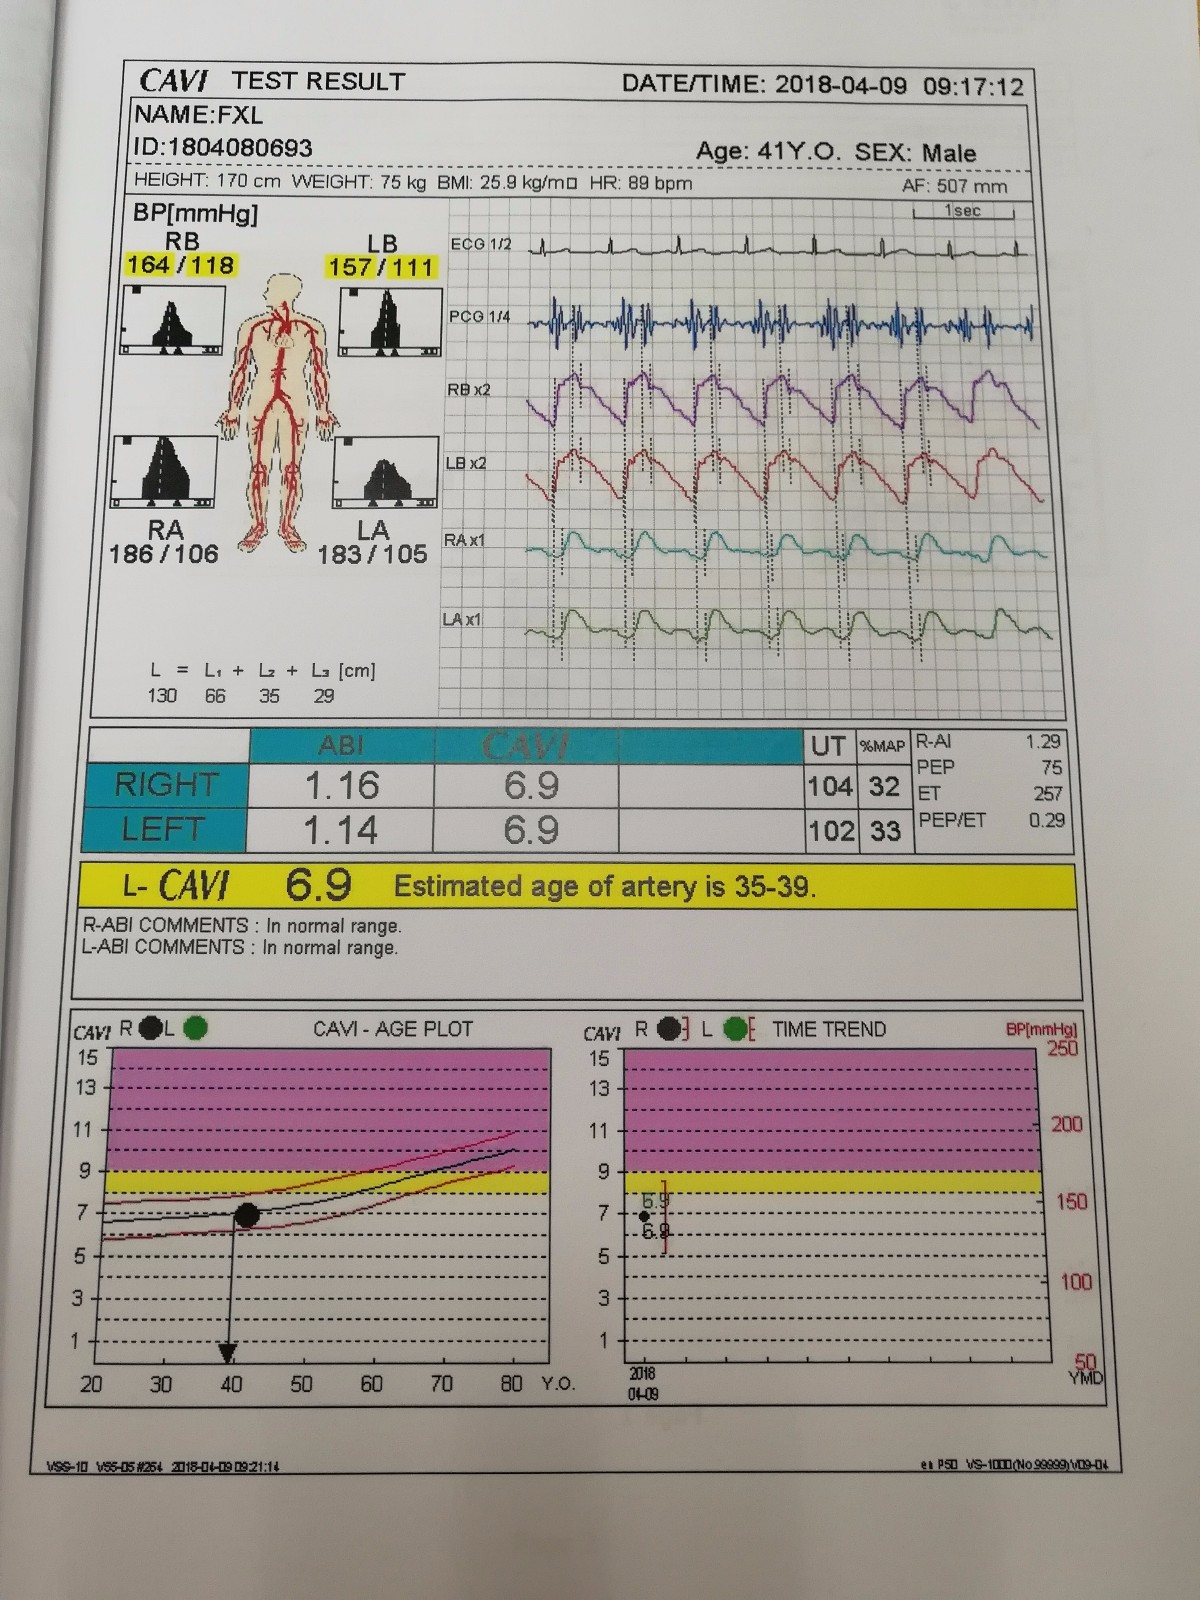 CAVI TEST RESULT DATE/TIME: 2018-04-09 09:17:12
NAME:FXL
ID:1804080693
Age: 41Y.O. SEX: Male
HEIGHT: 170 cm WEIGHT: 75 kg BMI: 25.9 kg/m□ HR: 89 bpm AF: 507 mm
BP[mmHg]
RB LB
164/118 157/111
0 300 0 300
0 300 0 300
RA LA
186/106 183/105
L = L₁ + L₂ + L₃ [cm]
130 66 35 29
1sec
ECG 1/2
PCG 1/4
RB x2
LB x2
RA x1
LA x1
ABI CAVI UT %MAP
RIGHT 1.16 6.9 104 32
LEFT 1.14 6.9 102 33
R-AI 1.29
PEP 75
ET 257
PEP/ET 0.29
L- CAVI 6.9 Estimated age of artery is 35-39.
R-ABI COMMENTS : In normal range.
L-ABI COMMENTS : In normal range.
CAVI R L CAVI - AGE PLOT
15
13
11
9
7
5
3
1
20 30 40 50 60 70 80 Y.O.
CAVI R L TIME TREND BP[mmHg]
15
13
11
9
7
5
3
1
6.9
6.9
250
200
150
100
50
YMD
2018
04-09
VSS-10 VS5-05 #264 2018-04-09 09:21:14 VS-1000(No.99999)V09-04